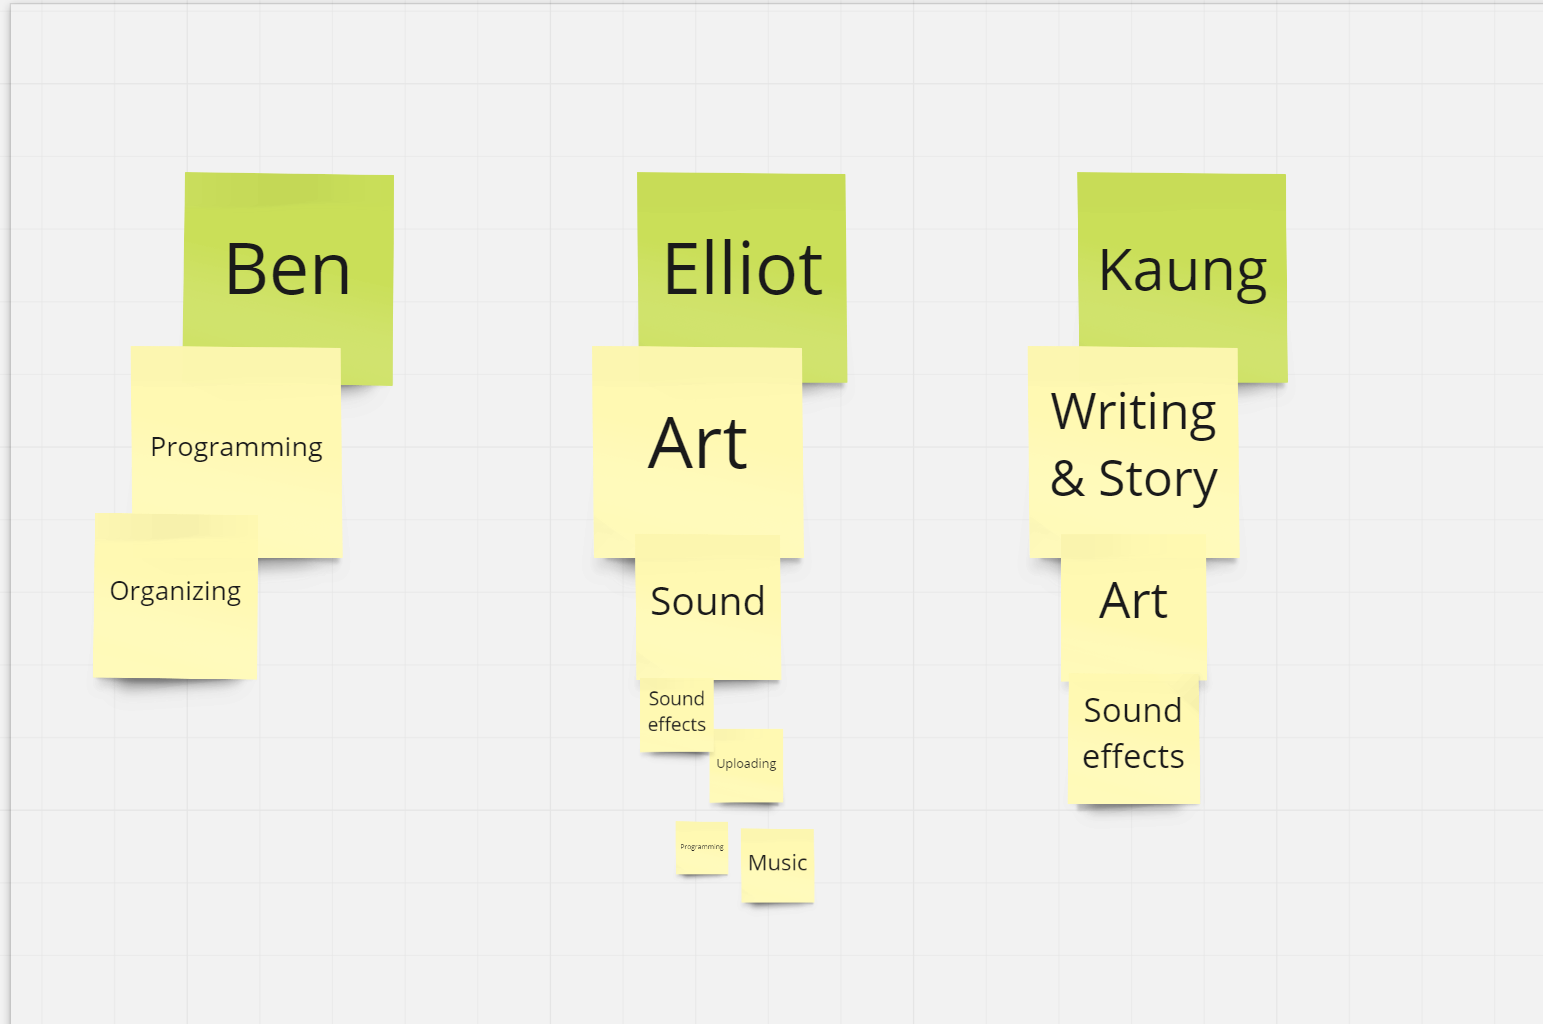 Ben
Programming
Organizing
Elliot
Art
Sound
Sound
effects
Uploading
Programming
Music
Kaung
Writing
& Story
Art
Sound
effects